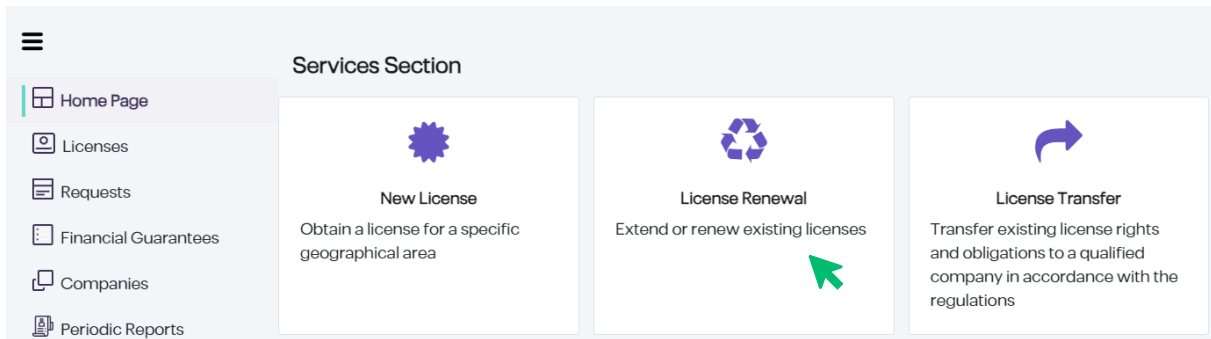 Services Section
Home Page
Licenses
Requests
Financial Guarantees
Companies
Periodic Reports
New License
Obtain a license for a specific
geographical area
License Renewal
Extend or renew existing licenses
License Transfer
Transfer existing license rights
and obligations to a qualified
company in accordance with the
regulations